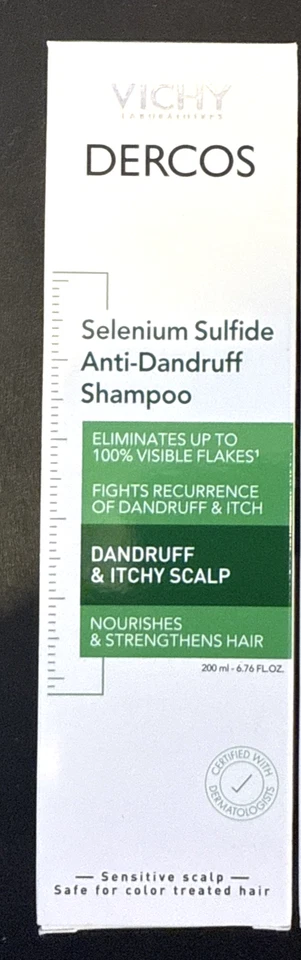 VICHY
LABORATOIRES
DERCOS
Selenium Sulfide
Anti-Dandruff
Shampoo
ELIMINATES UP TO
100% VISIBLE FLAKES¹
FIGHTS RECURRENCE
OF DANDRUFF & ITCH
DANDRUFF
& ITCHY SCALP
NOURISHES
& STRENGTHENS HAIR
200 ml - 6.76 FL.OZ.
CERTIFIED WITH
DERMATOLOGISTS
— Sensitive scalp —
Safe for color treated hair